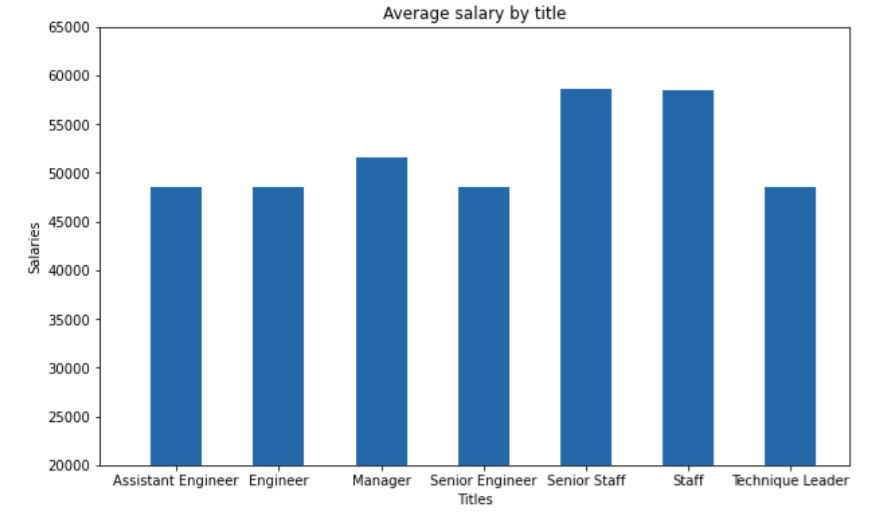 Average salary by title
65000
60000
55000
50000
45000
40000
35000
30000
25000
20000
Salaries
Assistant Engineer Engineer Manager Senior Engineer Senior Staff Staff Technique Leader
Titles